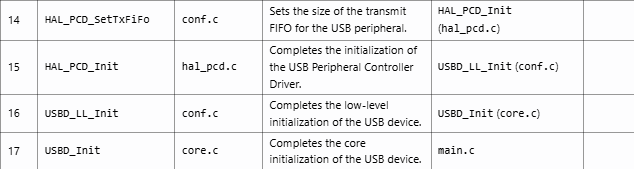 14 HAL_PCD_SetTxFiFo conf.c Sets the size of the transmit HAL_PCD_Init
FIFO for the USB peripheral. (hal_pcd.c)
15 HAL_PCD_Init hal_pcd.c Completes the initialization of USBD_LL_Init (conf.c)
the USB Peripheral Controller
Driver.
16 USBD_LL_Init conf.c Completes the low-level USBD_Init (core.c)
initialization of the USB device.
17 USBD_Init core.c Completes the core main.c
initialization of the USB device.